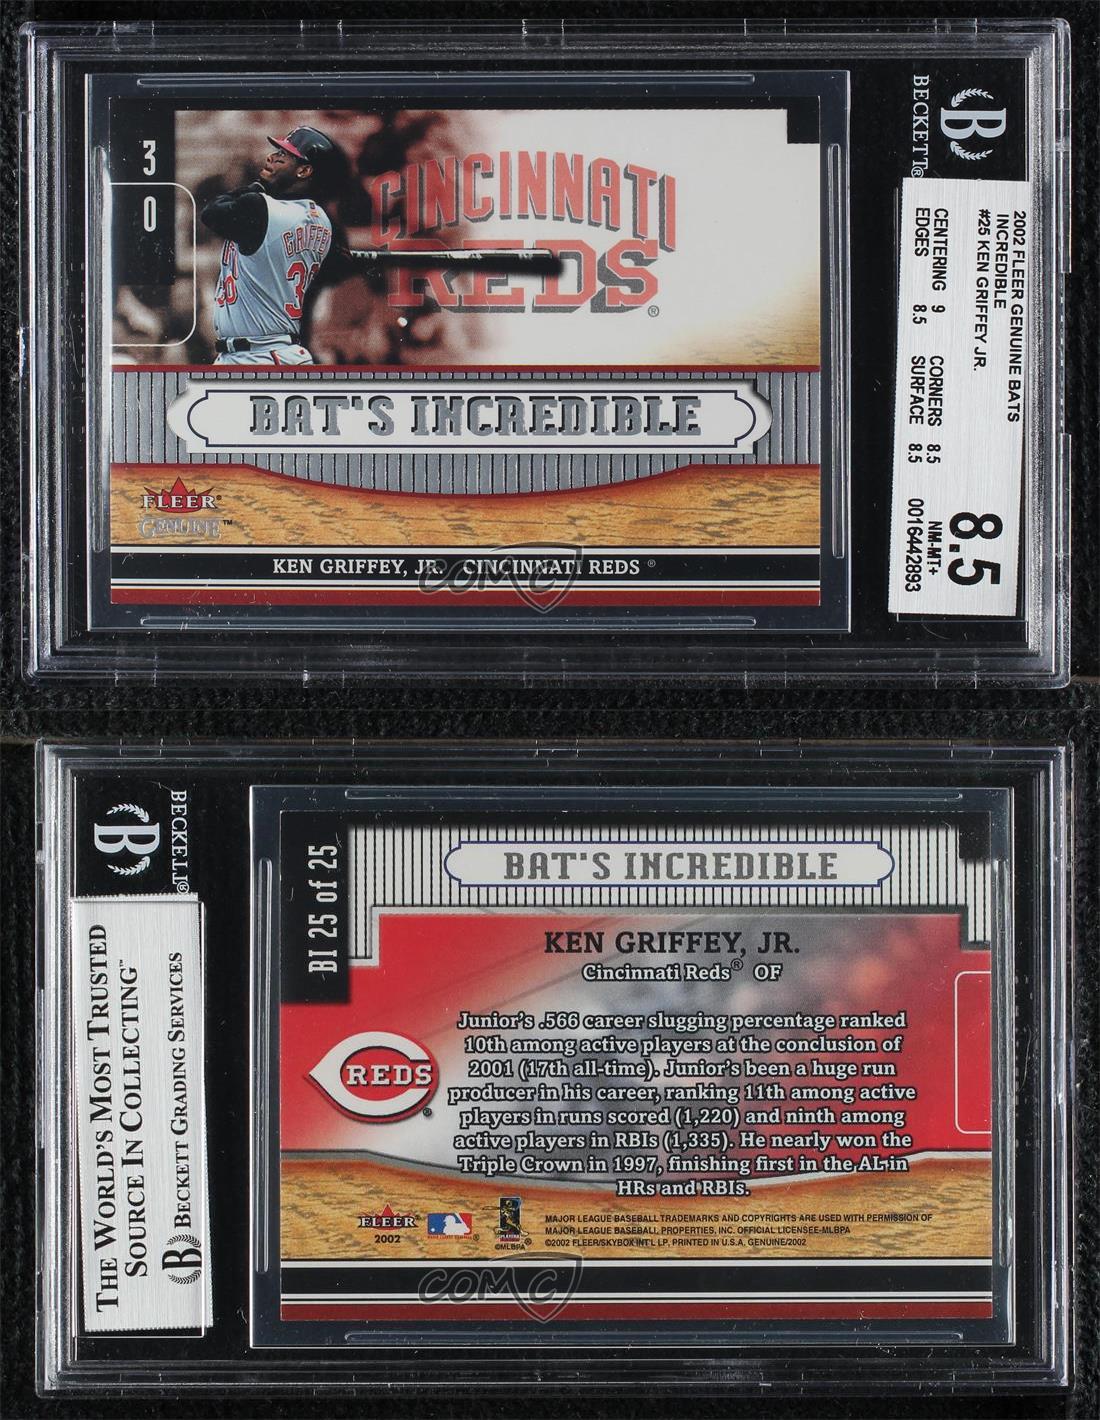 3
0
GRIFFEY
30
CINCINNATI
REDS®
BAT'S INCREDIBLE
FLEER®
GENUINE™
KEN GRIFFEY, JR. CINCINNATI REDS®
COMC
B
BECKETT®
2002 FLEER GENUINE BATS
INCREDIBLE
#25 KEN GRIFFEY JR.
CENTERING 9 CORNERS 8.5
EDGES 8.5 SURFACE 8.5
8.5
NM-MT+
0016442893
B
BECKETT®
THE WORLD'S MOST TRUSTED
SOURCE IN COLLECTING™
B BECKETT GRADING SERVICES
BI 25 of 25
BAT'S INCREDIBLE
KEN GRIFFEY, JR.
Cincinnati Reds® OF
REDS®
Junior's .566 career slugging percentage ranked
10th among active players at the conclusion of
2001 (17th all-time). Junior's been a huge run
producer in his career, ranking 11th among active
players in runs scored (1,220) and ninth among
active players in RBIs (1,335). He nearly won the
Triple Crown in 1997, finishing first in the AL in
HRs and RBIs.
FLEER
2002
©MLBPA
MAJOR LEAGUE BASEBALL TRADEMARKS AND COPYRIGHTS ARE USED WITH PERMISSION OF
MAJOR LEAGUE BASEBALL PROPERTIES, INC. OFFICIAL LICENSEE-MLBPA
©2002 FLEER/SKYBOX INT'L LP, PRINTED IN U.S.A. GENUINE/2002
COMC